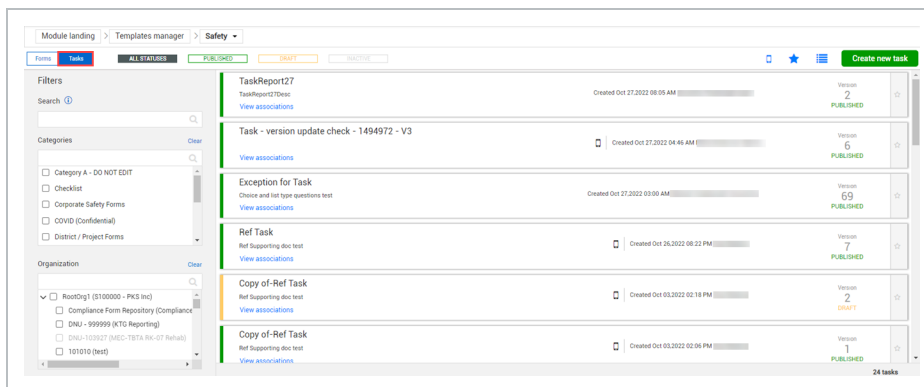 Module landing > Templates manager > Safety
Forms Tasks ALL STATUSES PUBLISHED DRAFT INACTIVE Create new task
Filters
Search
Categories Clear
Category A - DO NOT EDIT
Checklist
Corporate Safety Forms
COVID (Confidential)
District / Project Forms
Organization Clear
RootOrg1 (S100000 - PKS Inc)
Compliance Form Repository (Compliance
DNU - 999999 (KTG Reporting)
DNU-103927 (MEC-TBTA RK-07 Rehab)
101010 (test)
TaskReport27
TaskReport27Desc
View associations
Created Oct 27,2022 08:05 AM
Version
2
PUBLISHED
Task - version update check - 1494972 - V3
View associations
Created Oct 27,2022 04:46 AM
Version
6
PUBLISHED
Exception for Task
Choice and list type questions test
View associations
Created Oct 27,2022 03:00 AM
Version
69
PUBLISHED
Ref Task
Ref Supporting doc test
View associations
Created Oct 26,2022 08:22 PM
Version
7
PUBLISHED
Copy of-Ref Task
Ref Supporting doc test
View associations
Created Oct 03,2022 02:18 PM
Version
2
DRAFT
Copy of-Ref Task
Ref Supporting doc test
View associations
Created Oct 03,2022 02:06 PM
Version
1
PUBLISHED
24 tasks